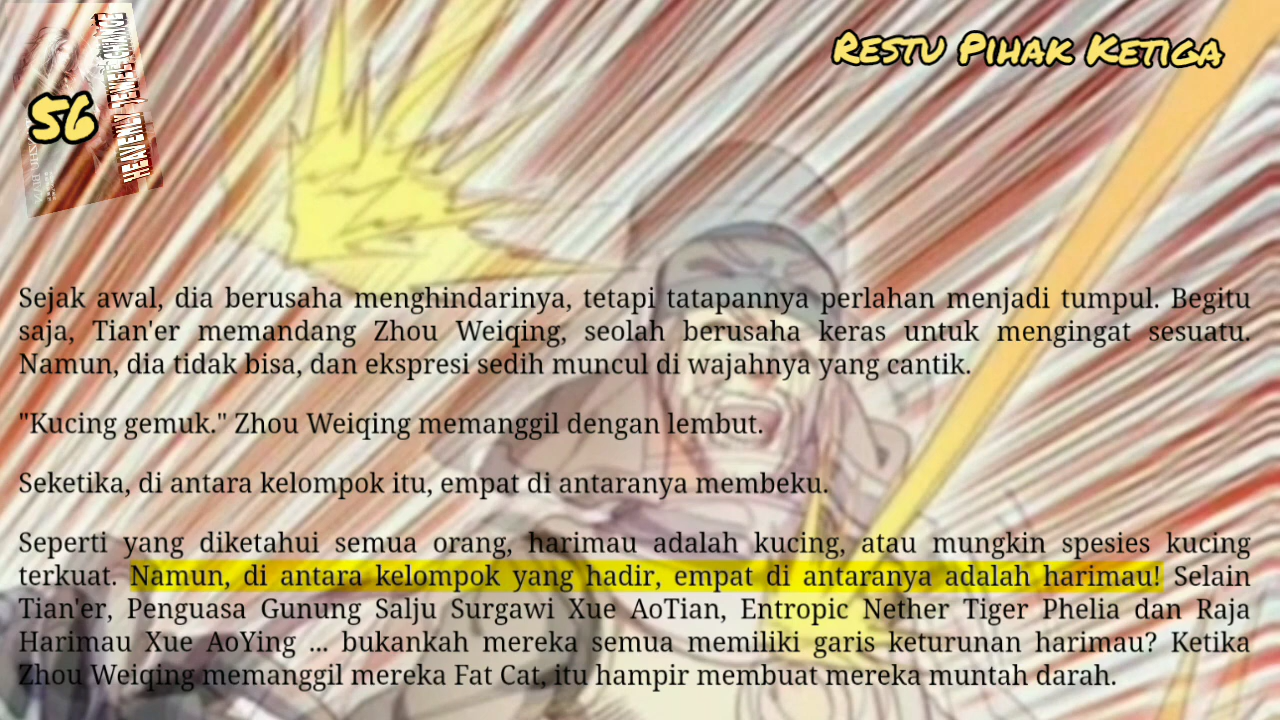 HEAVENLY JEWEL CHANGE
56
Restu Pihak Ketiga
Sejak awal, dia berusaha menghindarinya, tetapi tatapannya perlahan menjadi tumpul. Begitu
saja, Tian'er memandang Zhou Weiqing, seolah berusaha keras untuk mengingat sesuatu.
Namun, dia tidak bisa, dan ekspresi sedih muncul di wajahnya yang cantik.
"Kucing gemuk." Zhou Weiqing memanggil dengan lembut.
Seketika, di antara kelompok itu, empat di antaranya membeku.
Seperti yang diketahui semua orang, harimau adalah kucing, atau mungkin spesies kucing
terkuat. Namun, di antara kelompok yang hadir, empat di antaranya adalah harimau! Selain
Tian'er, Penguasa Gunung Salju Surgawi Xue AoTian, Entropic Nether Tiger Phelia dan Raja
Harimau Xue AoYing ... bukankah mereka semua memiliki garis keturunan harimau? Ketika
Zhou Weiqing memanggil mereka Fat Cat, itu hampir membuat mereka muntah darah.